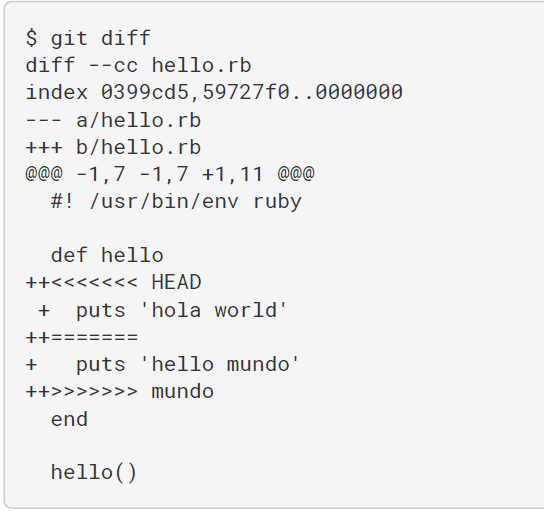 $ git diff
diff --cc hello.rb
index 0399cd5,59727f0..0000000
--- a/hello.rb
+++ b/hello.rb
@@@ -1,7 -1,7 +1,11 @@@
  #! /usr/bin/env ruby

  def hello
++<<<<<<< HEAD
 +  puts 'hola world'
++=======
+   puts 'hello mundo'
++>>>>>>> mundo
  end

  hello()